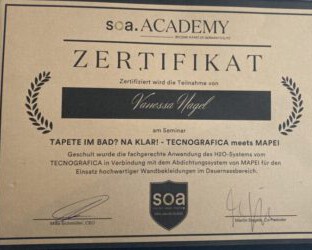 soa.ACADEMY
ZERTIFIKAT
Zertifiziert wird die Teilnahme von
Vanessa Nagel
am Seminar
TAPETE IM BAD? NA KLAR! - TECNOGRAFICA meets MAPEI
Geschult wurde die fachgerechte Anwendung des H2O-Systems vom
TECNOGRAFICA in Verbindung mit dem Abdichtungssystem von MAPEI für den
Einsatz hochwertiger Wandbekleidungen im Dauernassbereich.
soa